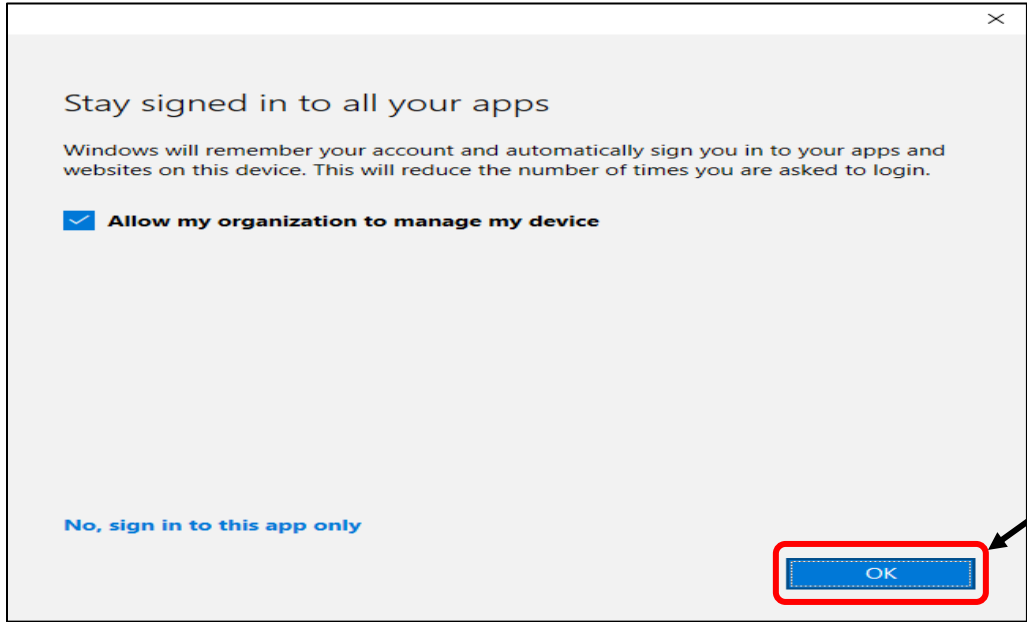 Stay signed in to all your apps
Windows will remember your account and automatically sign you in to your apps and
websites on this device. This will reduce the number of times you are asked to login.
Allow my organization to manage my device
No, sign in to this app only
OK